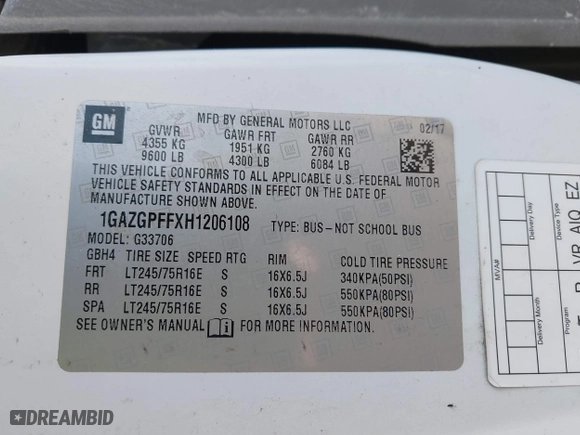 GM
MFD BY GENERAL MOTORS LLC 02/17
GVWR GAWR FRT GAWR RR
4355 KG 1951 KG 2760 KG
9600 LB 4300 LB 6084 LB
THIS VEHICLE CONFORMS TO ALL APPLICABLE U.S. FEDERAL MOTOR
VEHICLE SAFETY STANDARDS IN EFFECT ON THE DATE OF
MANUFACTURE SHOWN ABOVE.
1GAZGPFFXH1206108 TYPE: BUS-NOT SCHOOL BUS
MODEL: G33706
GBH4 TIRE SIZE SPEED RTG RIM COLD TIRE PRESSURE
FRT LT245/75R16E S 16X6.5J 340KPA(50PSI)
RR LT245/75R16E S 16X6.5J 550KPA(80PSI)
SPA LT245/75R16E S 16X6.5J 550KPA(80PSI)
SEE OWNER'S MANUAL FOR MORE INFORMATION.
MVA#
Delivery Month
Delivery
Program
VR AIO EZ
DREAMBID